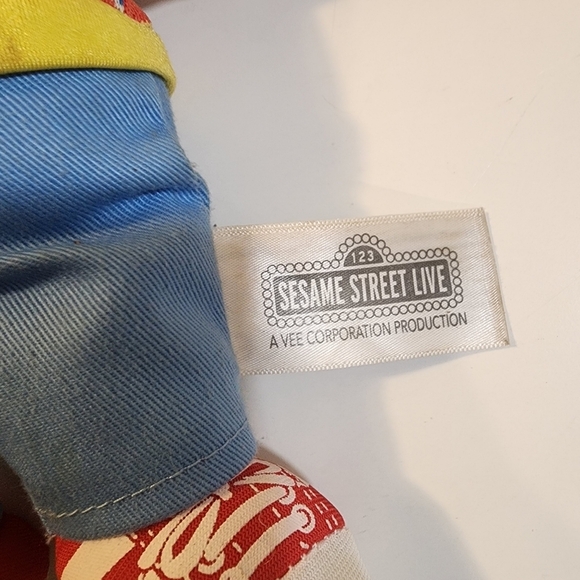 123
SESAME STREET LIVE
A VEE CORPORATION PRODUCTION